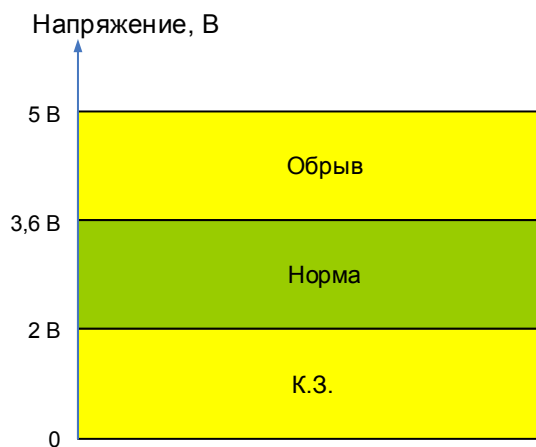 Напряжение, В
5 В
Обрыв
3,6 В
Норма
2 В
К.З.
0